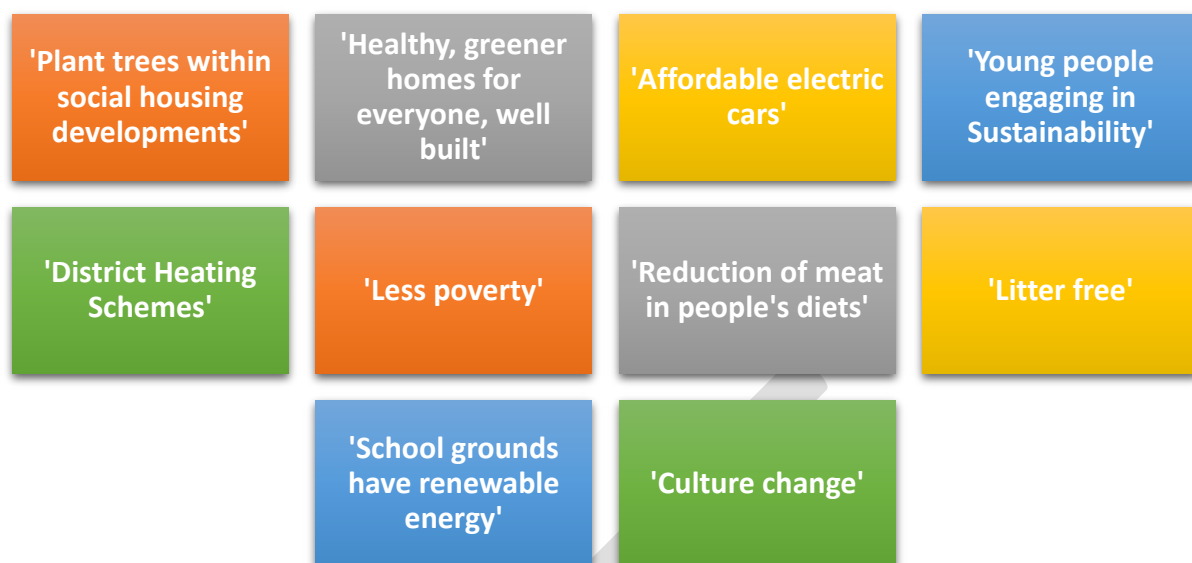 'Plant trees within
social housing
developments'
'Healthy, greener
homes for
everyone, well
built'
'Affordable electric
cars'
'Young people
engaging in
Sustainability'
'District Heating
Schemes'
'Less poverty'
'Reduction of meat
in people's diets'
'Litter free'
'School grounds
have renewable
energy'
'Culture change'